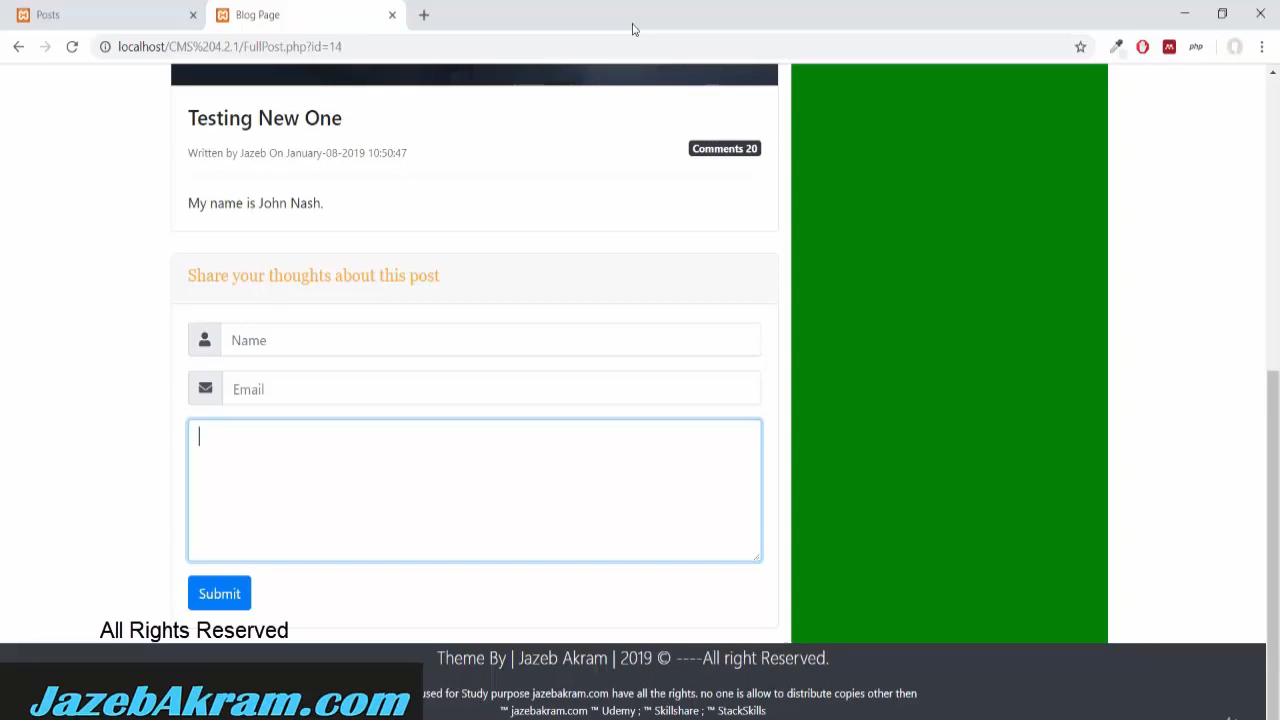 Posts
Blog Page
localhost/CMS%204.2.1/FullPost.php?id=14
php
Testing New One
Written by Jazeb On January-08-2019 10:50:47
Comments 20
My name is John Nash.
Share your thoughts about this post
Name
Email
Submit
All Rights Reserved
Theme By | Jazeb Akram | 2019 © ----All right Reserved.
used for Study purpose jazebakram.com have all the rights. no one is allow to distribute copies other then
™ jazebakram.com ™ Udemy ; ™ Skillshare ; ™ StackSkills
JazebAkram.com